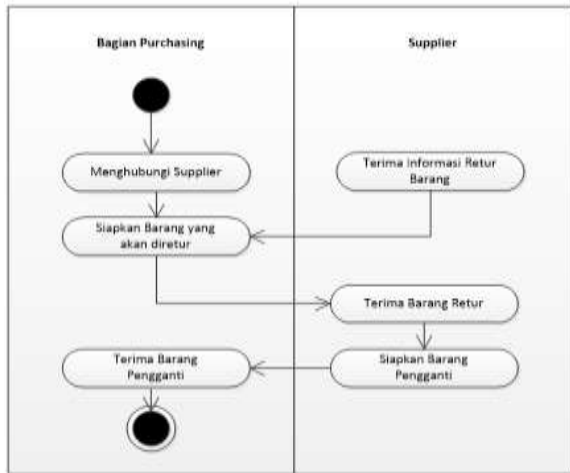 Bagian Purchasing
Supplier
Menghubungi Supplier
Terima Informasi Retur
Barang
Siapkan Barang yang
akan diretur
Terima Barang Retur
Terima Barang
Pengganti
Siapkan Barang
Pengganti